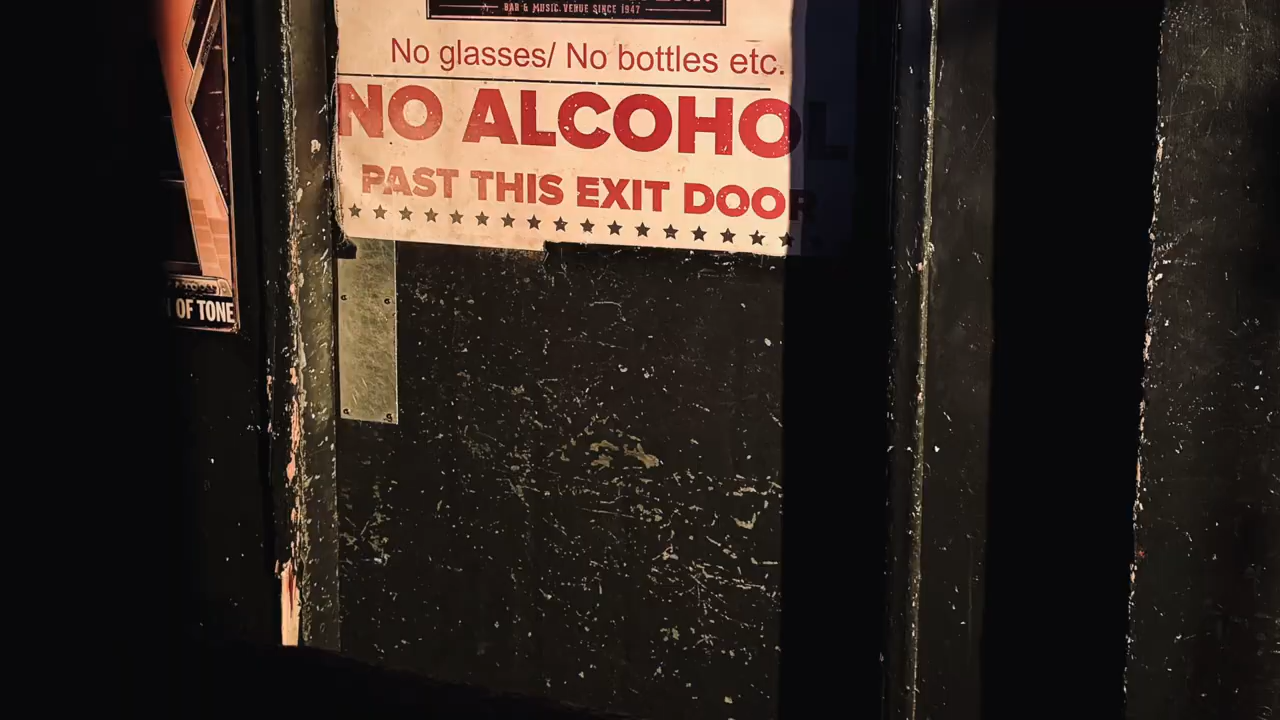 BAR & MUSIC VENUE SINCE 1947
No glasses/ No bottles etc.
NO ALCOHOL
PAST THIS EXIT DOOR
OF TONE